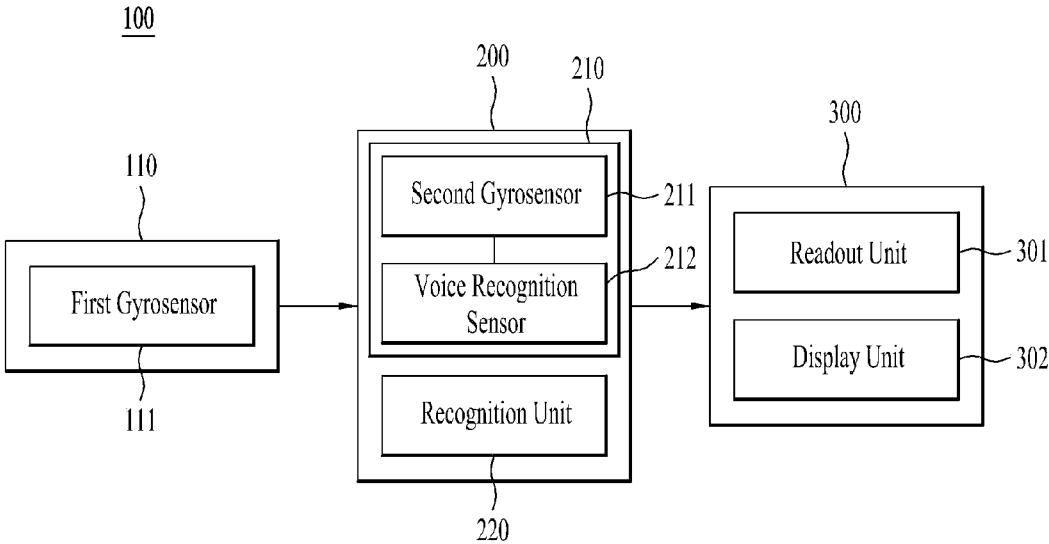 100
200
210
300
110
Second Gyrosensor
211
Readout Unit
301
First Gyrosensor
Voice Recognition
Sensor
212
Display Unit
302
111
Recognition Unit
220